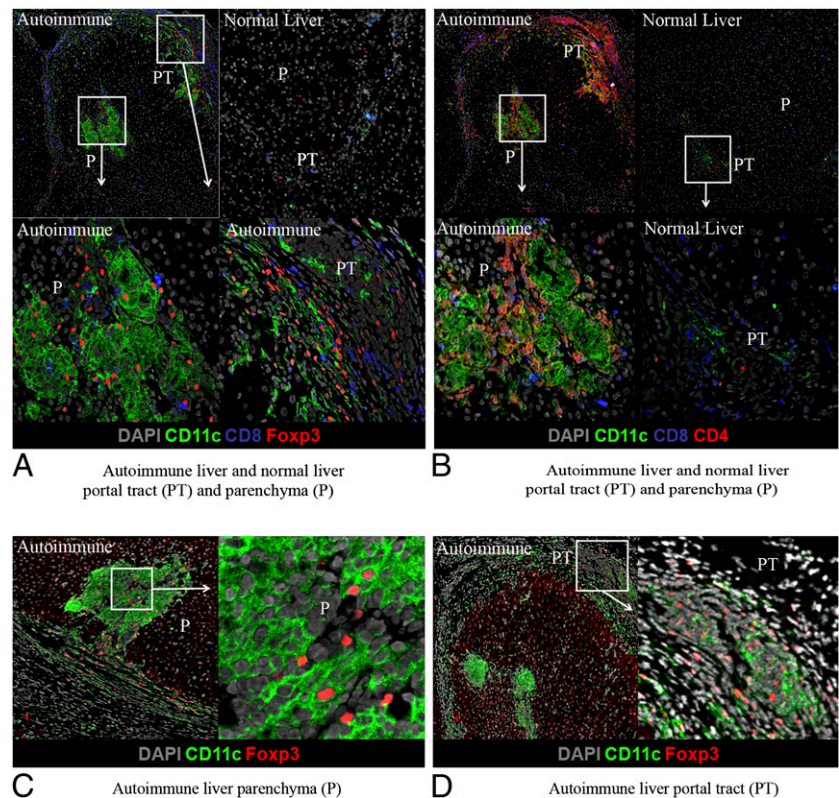 Autoimmune
Normal Liver
PT
P
P
PT
Autoimmune
Autoimmune
P
PT
DAPI CD11c CD8 Foxp3
A
Autoimmune liver and normal liver
portal tract (PT) and parenchyma (P)
Autoimmune
Normal Liver
PT
P
P
PT
Autoimmune
Normal Liver
P
PT
DAPI CD11c CD8 CD4
B
Autoimmune liver and normal liver
portal tract (PT) and parenchyma (P)
Autoimmune
P
P
DAPI CD11c Foxp3
C
Autoimmune liver parenchyma (P)
Autoimmune
PT
PT
DAPI CD11c Foxp3
D
Autoimmune liver portal tract (PT)